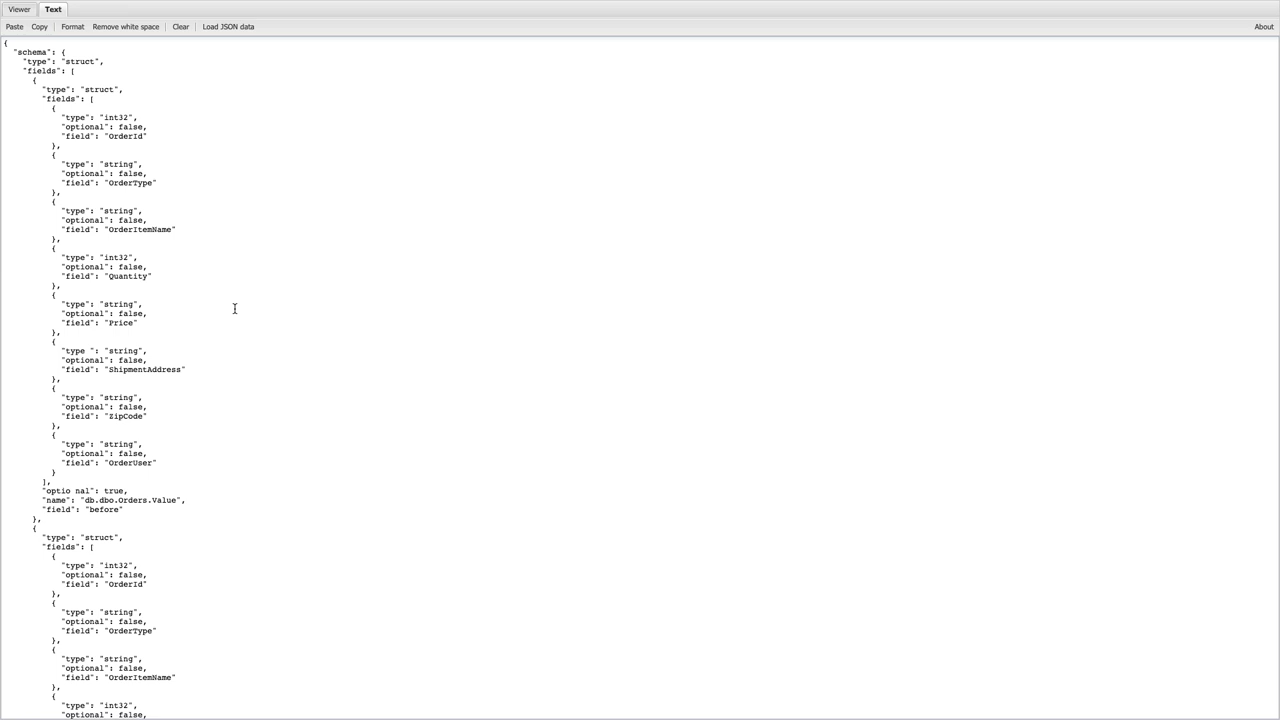 Viewer Text
Paste Copy Format Remove white space Clear Load JSON data About
{
  "schema": {
    "type": "struct",
    "fields": [
      {
        "type": "struct",
        "fields": [
          {
            "type": "int32",
            "optional": false,
            "field": "OrderId"
          },
          {
            "type": "string",
            "optional": false,
            "field": "OrderType"
          },
          {
            "type": "string",
            "optional": false,
            "field": "OrderItemName"
          },
          {
            "type": "int32",
            "optional": false,
            "field": "Quantity"
          },
          {
            "type": "string",
            "optional": false,
            "field": "Price"
          },
          {
            "type ": "string",
            "optional": false,
            "field": "ShipmentAddress"
          },
          {
            "type": "string",
            "optional": false,
            "field": "ZipCode"
          },
          {
            "type": "string",
            "optional": false,
            "field": "OrderUser"
          }
        ],
        "optio nal": true,
        "name": "db.dbo.Orders.Value",
        "field": "before"
      },
      {
        "type": "struct",
        "fields": [
          {
            "type": "int32",
            "optional": false,
            "field": "OrderId"
          },
          {
            "type": "string",
            "optional": false,
            "field": "OrderType"
          },
          {
            "type": "string",
            "optional": false,
            "field": "OrderItemName"
          },
          {
            "type": "int32",
            "optional": false,